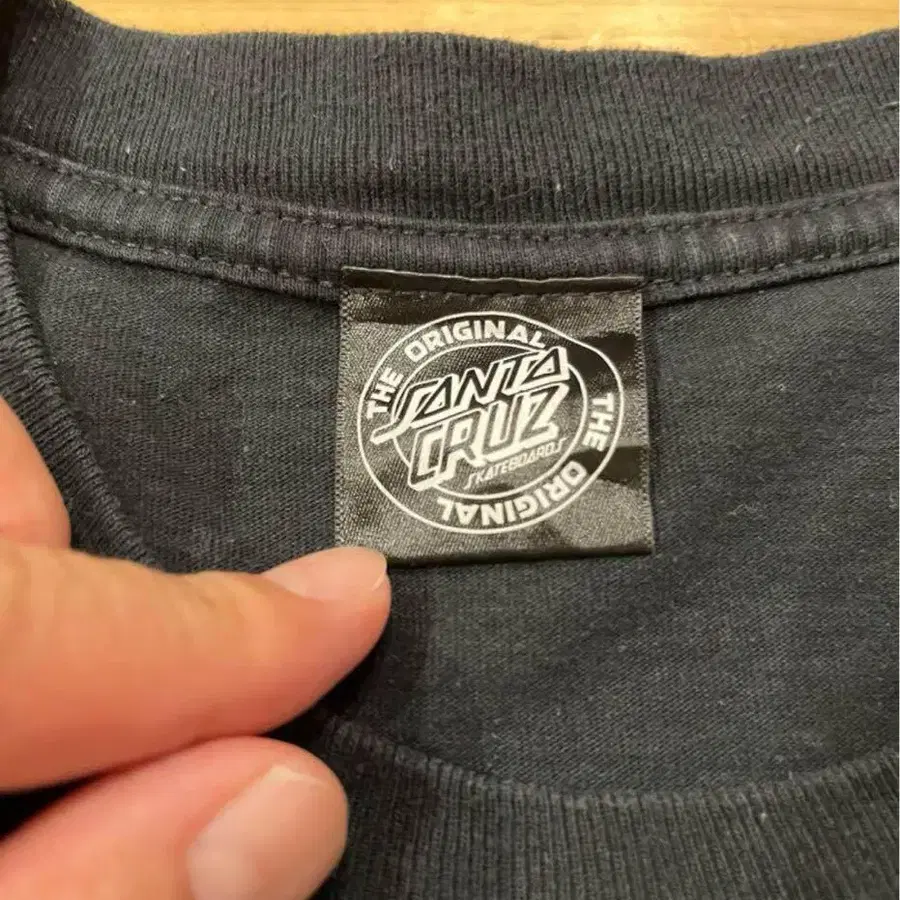 THE ORIGINAL
SANTA
CRUZ
SKATEBOARDS
THE ORIGINAL